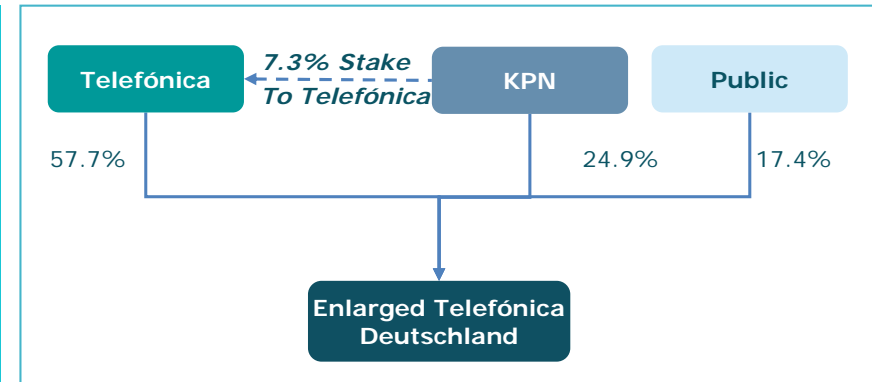 7.3% Stake
To Telefónica
Telefónica
KPN
Public
57.7%
24.9%
17.4%
Enlarged Telefónica
Deutschland